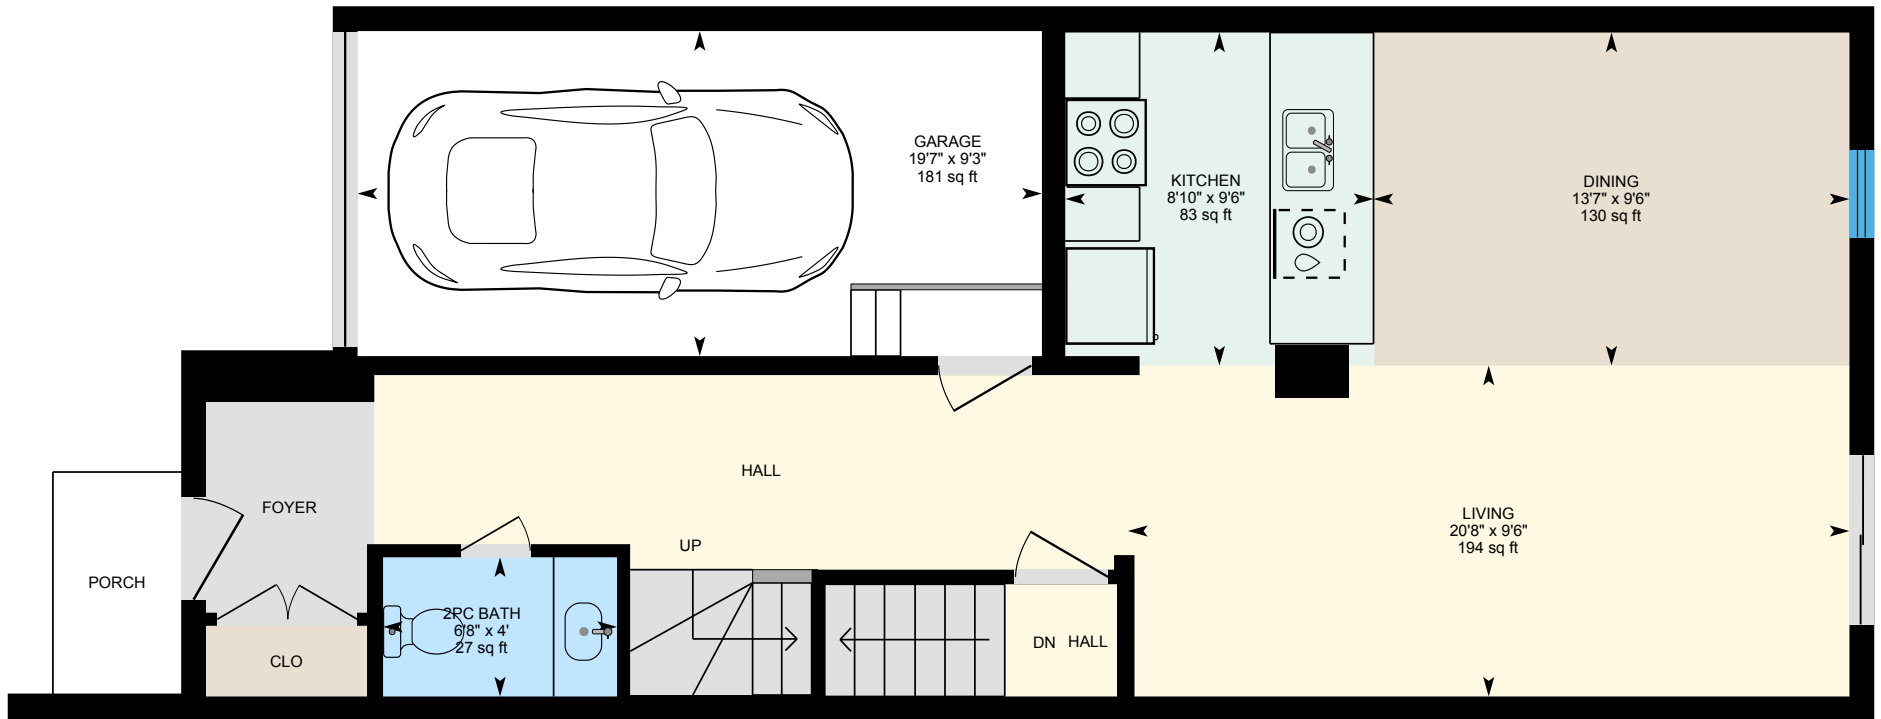 GARAGE
19'7" x 9'3"
181 sq ft
KITCHEN
8'10" x 9'6"
83 sq ft
DINING
13'7" x 9'6"
130 sq ft
HALL
FOYER
LIVING
20'8" x 9'6"
194 sq ft
UP
PORCH
2PC BATH
6'8" x 4'
27 sq ft
DN HALL
CLO